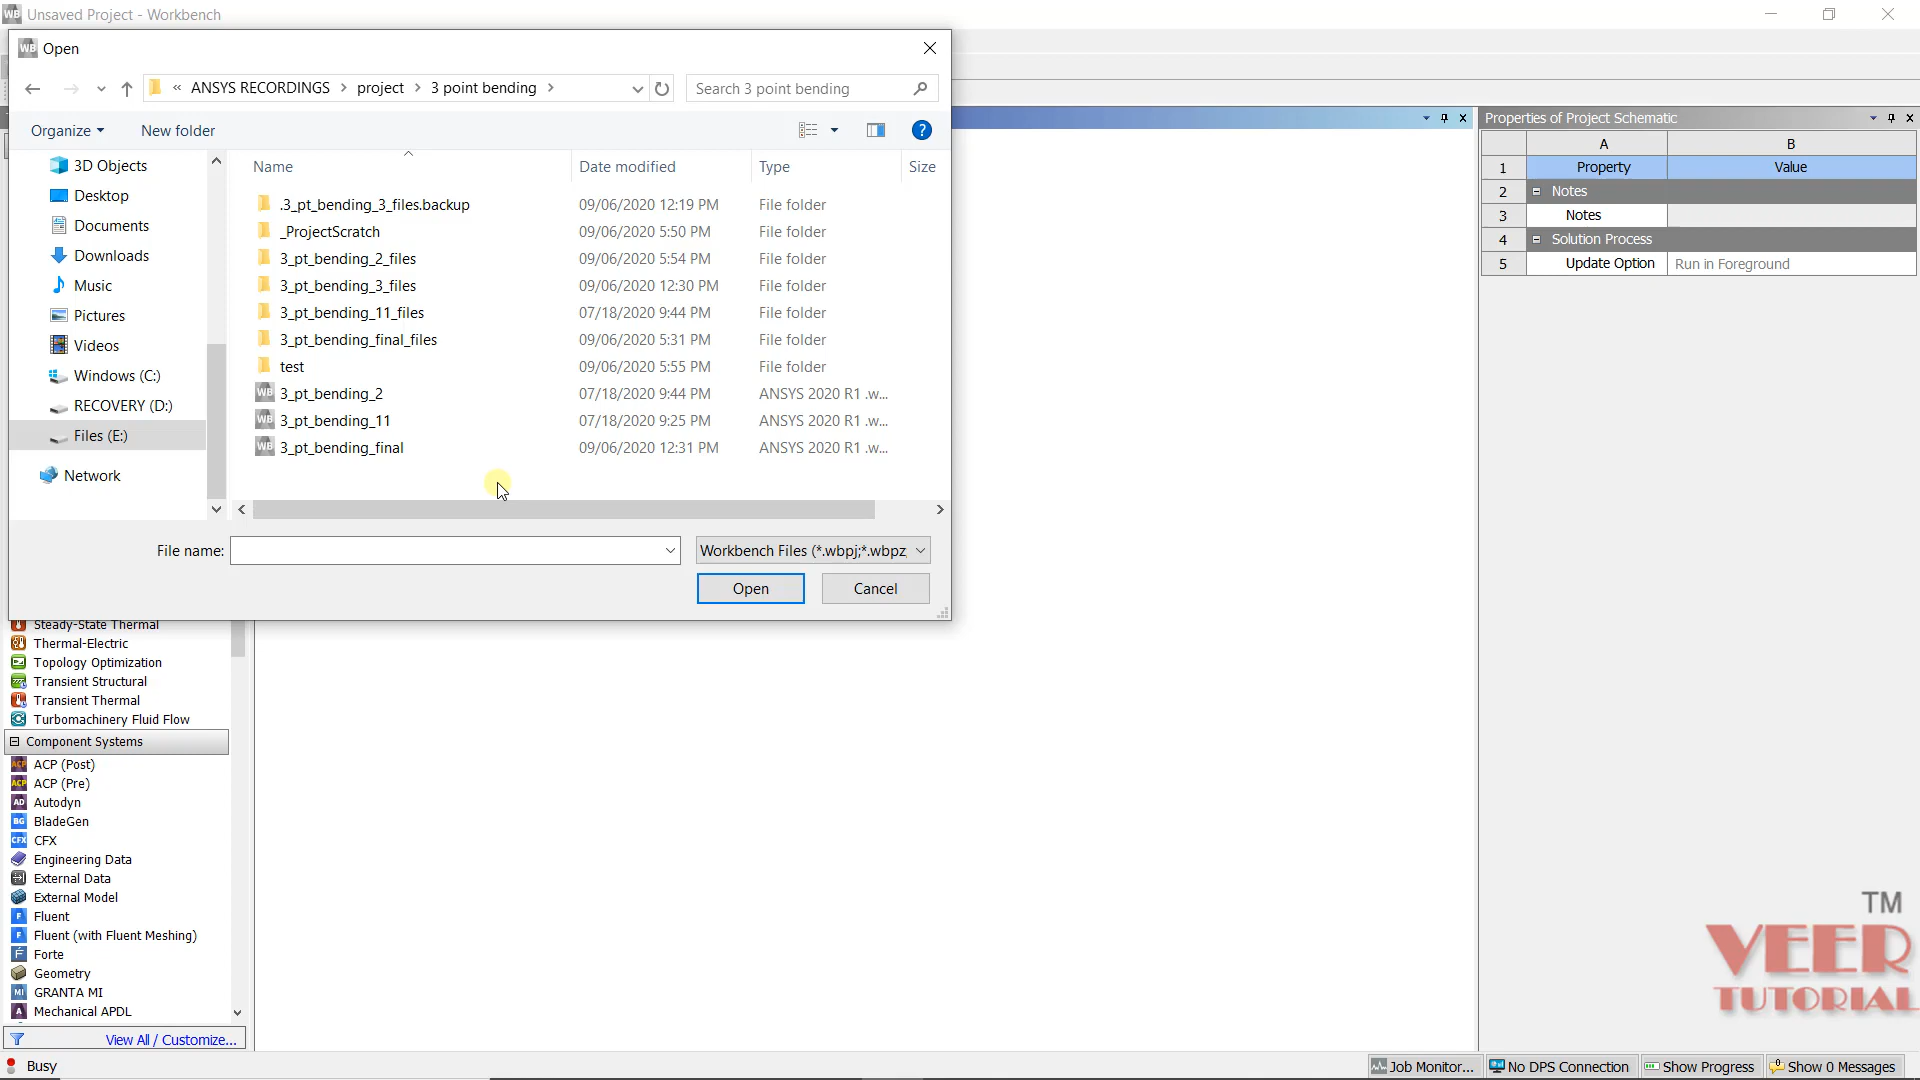 Unsaved Project - Workbench
Open
« ANSYS RECORDINGS > project > 3 point bending >
Search 3 point bending
Organize
New folder
3D Objects
Desktop
Documents
Downloads
Music
Pictures
Videos
Windows (C:)
RECOVERY (D:)
Files (E:)
Network
Name Date modified Type Size
.3_pt_bending_3_files.backup 09/06/2020 12:19 PM File folder
_ProjectScratch 09/06/2020 5:50 PM File folder
3_pt_bending_2_files 09/06/2020 5:54 PM File folder
3_pt_bending_3_files 09/06/2020 12:30 PM File folder
3_pt_bending_11_files 07/18/2020 9:44 PM File folder
3_pt_bending_final_files 09/06/2020 5:31 PM File folder
test 09/06/2020 5:55 PM File folder
3_pt_bending_2 07/18/2020 9:44 PM ANSYS 2020 R1 .w...
3_pt_bending_11 07/18/2020 9:25 PM ANSYS 2020 R1 .w...
3_pt_bending_final 09/06/2020 12:31 PM ANSYS 2020 R1 .w...
File name:
Workbench Files (*.wbpj;*.wbpz
Open
Cancel
Steady-State Thermal
Thermal-Electric
Topology Optimization
Transient Structural
Transient Thermal
Turbomachinery Fluid Flow
Component Systems
ACP (Post)
ACP (Pre)
Autodyn
BladeGen
CFX
Engineering Data
External Data
External Model
Fluent
Fluent (with Fluent Meshing)
Forte
Geometry
GRANTA MI
Mechanical APDL
View All / Customize...
Busy
Properties of Project Schematic
A B
1 Property Value
2 Notes
3 Notes
4 Solution Process
5 Update Option Run in Foreground
TM
VEER
TUTORIAL
Job Monitor...
No DPS Connection
Show Progress
Show 0 Messages